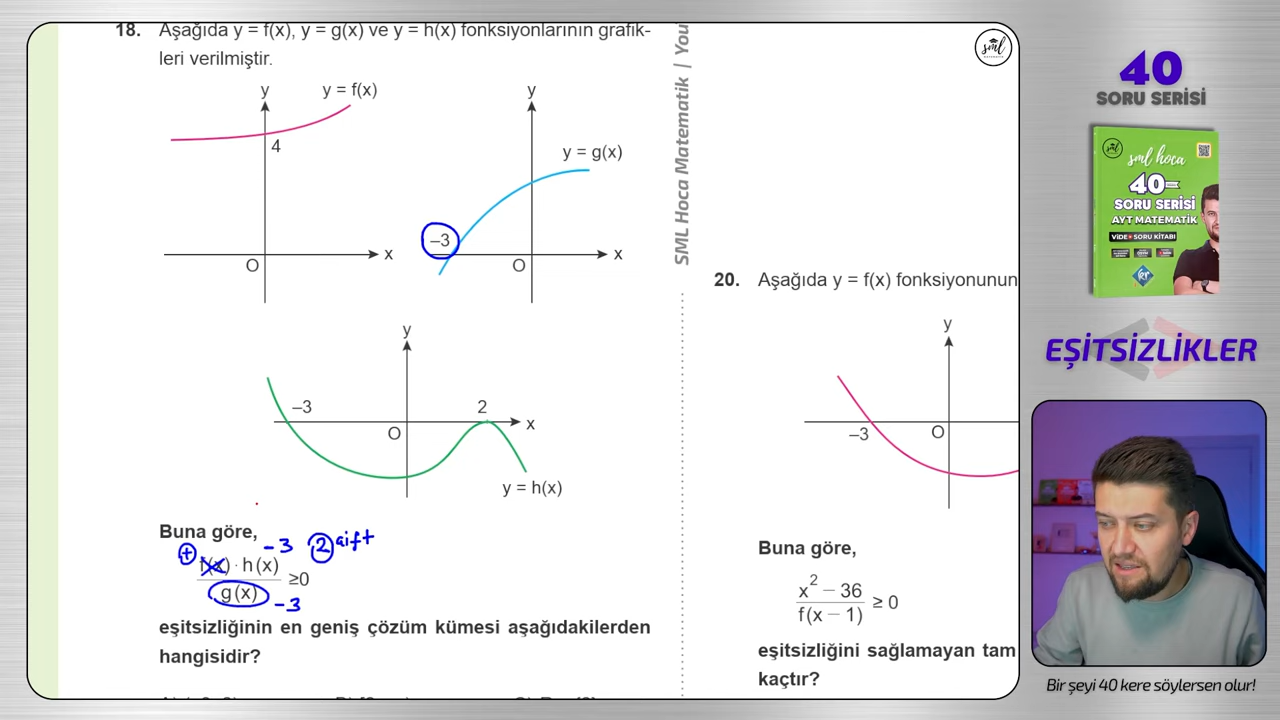 18. Aşağıda y = f(x), y = g(x) ve y = h(x) fonksiyonlarının grafik-
leri verilmiştir.
y
y = f(x)
4
x
O
y
y = g(x)
–3
x
O
y
–3
2
x
O
y = h(x)
Buna göre,
+ -3 2 çift
f(x) · h(x)
≥0
g(x) -3
eşitsizliğinin en geniş çözüm kümesi aşağıdakilerden
hangisidir?
SML Hoca Matematik | You
20. Aşağıda y = f(x) fonksiyonunun
y
–3
O
Buna göre,
x² − 36
≥ 0
f(x − 1)
eşitsizliğini sağlamayan tam
kaçtır?
sml
40
SORU SERİSİ
sml hoca
40
SORU SERİSİ
AYT MATEMATİK
VİDEO SORU KİTABI
EŞİTSİZLİKLER
Bir şeyi 40 kere söylersen olur!